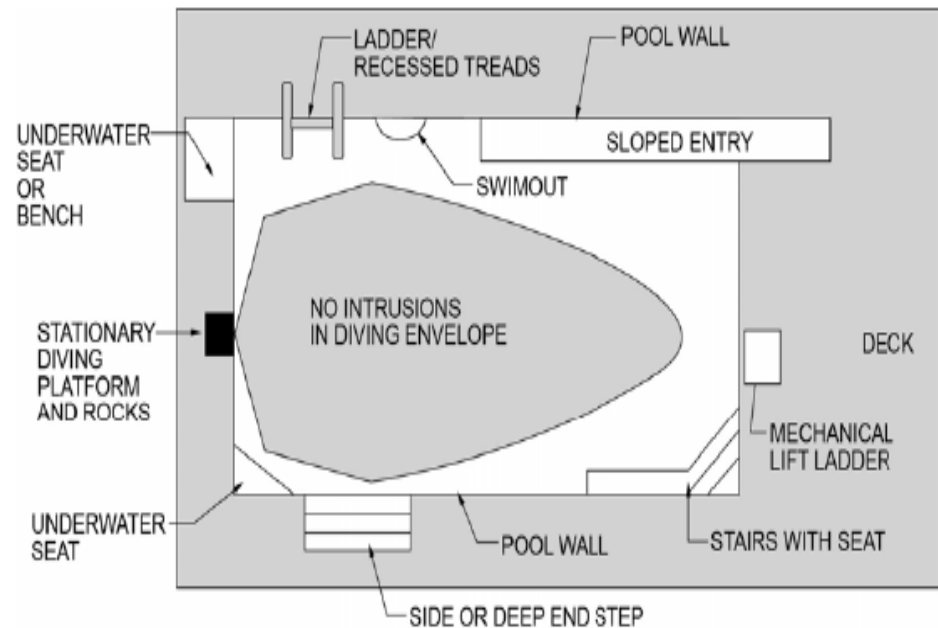 LADDER/
RECESSED TREADS
POOL WALL
UNDERWATER
SEAT
OR
BENCH
SLOPED ENTRY
SWIMOUT
NO INTRUSIONS
IN DIVING ENVELOPE
STATIONARY
DIVING
PLATFORM
AND ROCKS
DECK
MECHANICAL
LIFT LADDER
UNDERWATER
SEAT
POOL WALL
STAIRS WITH SEAT
SIDE OR DEEP END STEP